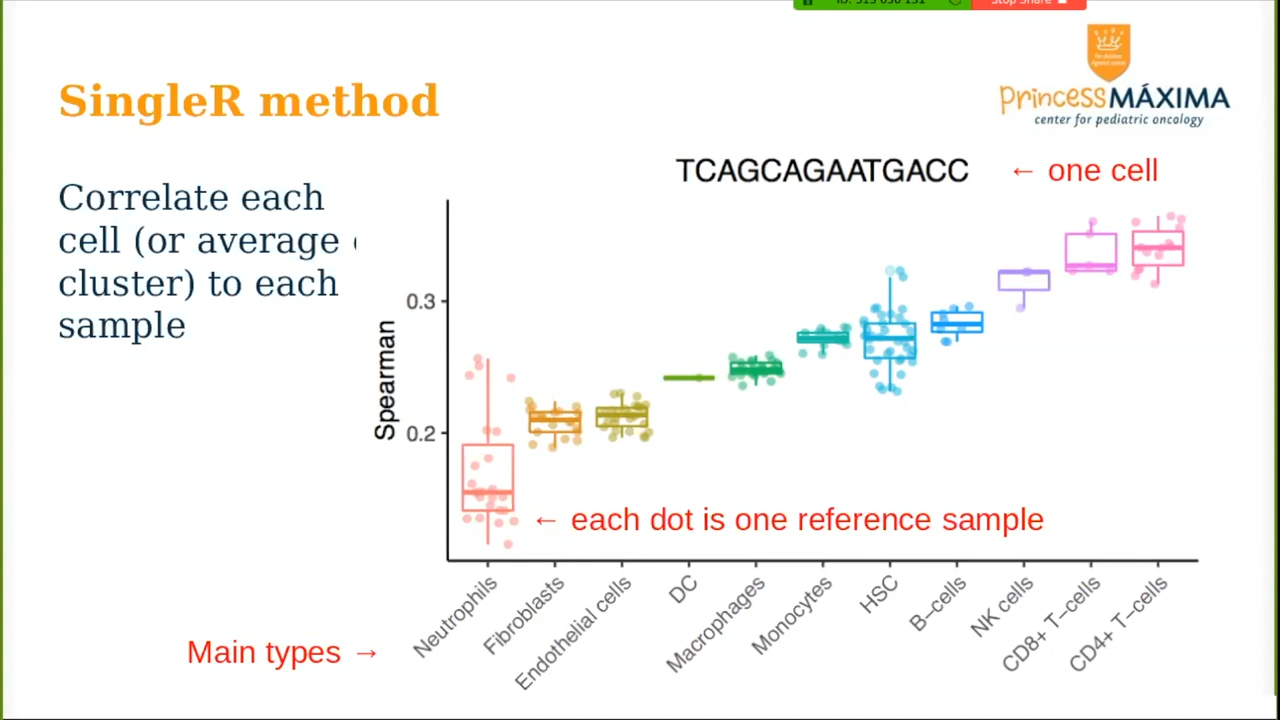 Stop Share
SingleR method
princessMÁXIMA
center for pediatric oncology
TCAGCAGAATGACC
← one cell
Correlate each
cell (or average
cluster) to each
sample
Spearman
0.3
0.2
← each dot is one reference sample
Main types →
Neutrophils
Fibroblasts
Endothelial cells
DC
Macrophages
Monocytes
HSC
B−cells
NK cells
CD8+ T−cells
CD4+ T−cells